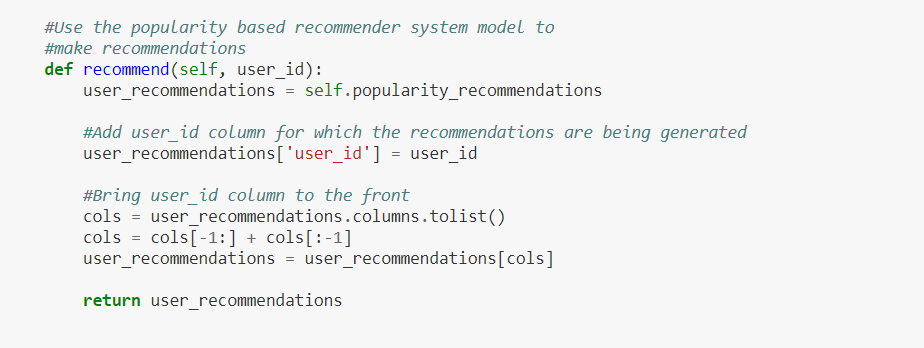 #Use the popularity based recommender system model to
#make recommendations
def recommend(self, user_id):
    user_recommendations = self.popularity_recommendations

    #Add user_id column for which the recommendations are being generated
    user_recommendations['user_id'] = user_id

    #Bring user_id column to the front
    cols = user_recommendations.columns.tolist()
    cols = cols[-1:] + cols[:-1]
    user_recommendations = user_recommendations[cols]

    return user_recommendations